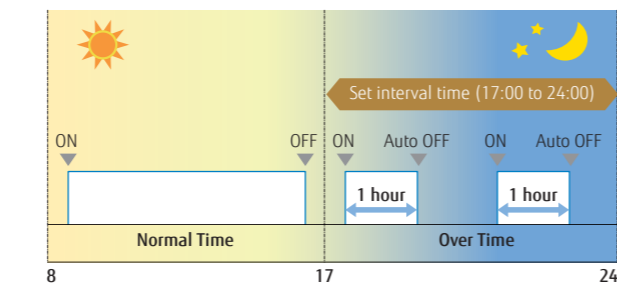 Set interval time (17:00 to 24:00)
ON OFF ON Auto OFF ON Auto OFF
1 hour 1 hour
Normal Time Over Time
8 17 24